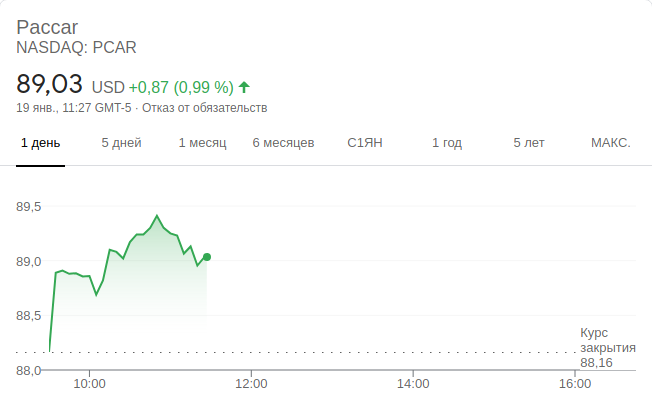 Paccar
NASDAQ: PCAR
89,03 USD +0,87 (0,99 %)
19 янв., 11:27 GMT-5 · Отказ от обязательств
1 день 5 дней 1 месяц 6 месяцев С1ЯН 1 год 5 лет МАКС.
89,5
89,0
88,5
Курс
закрытия
88,16
88,0
10:00 12:00 14:00 16:00